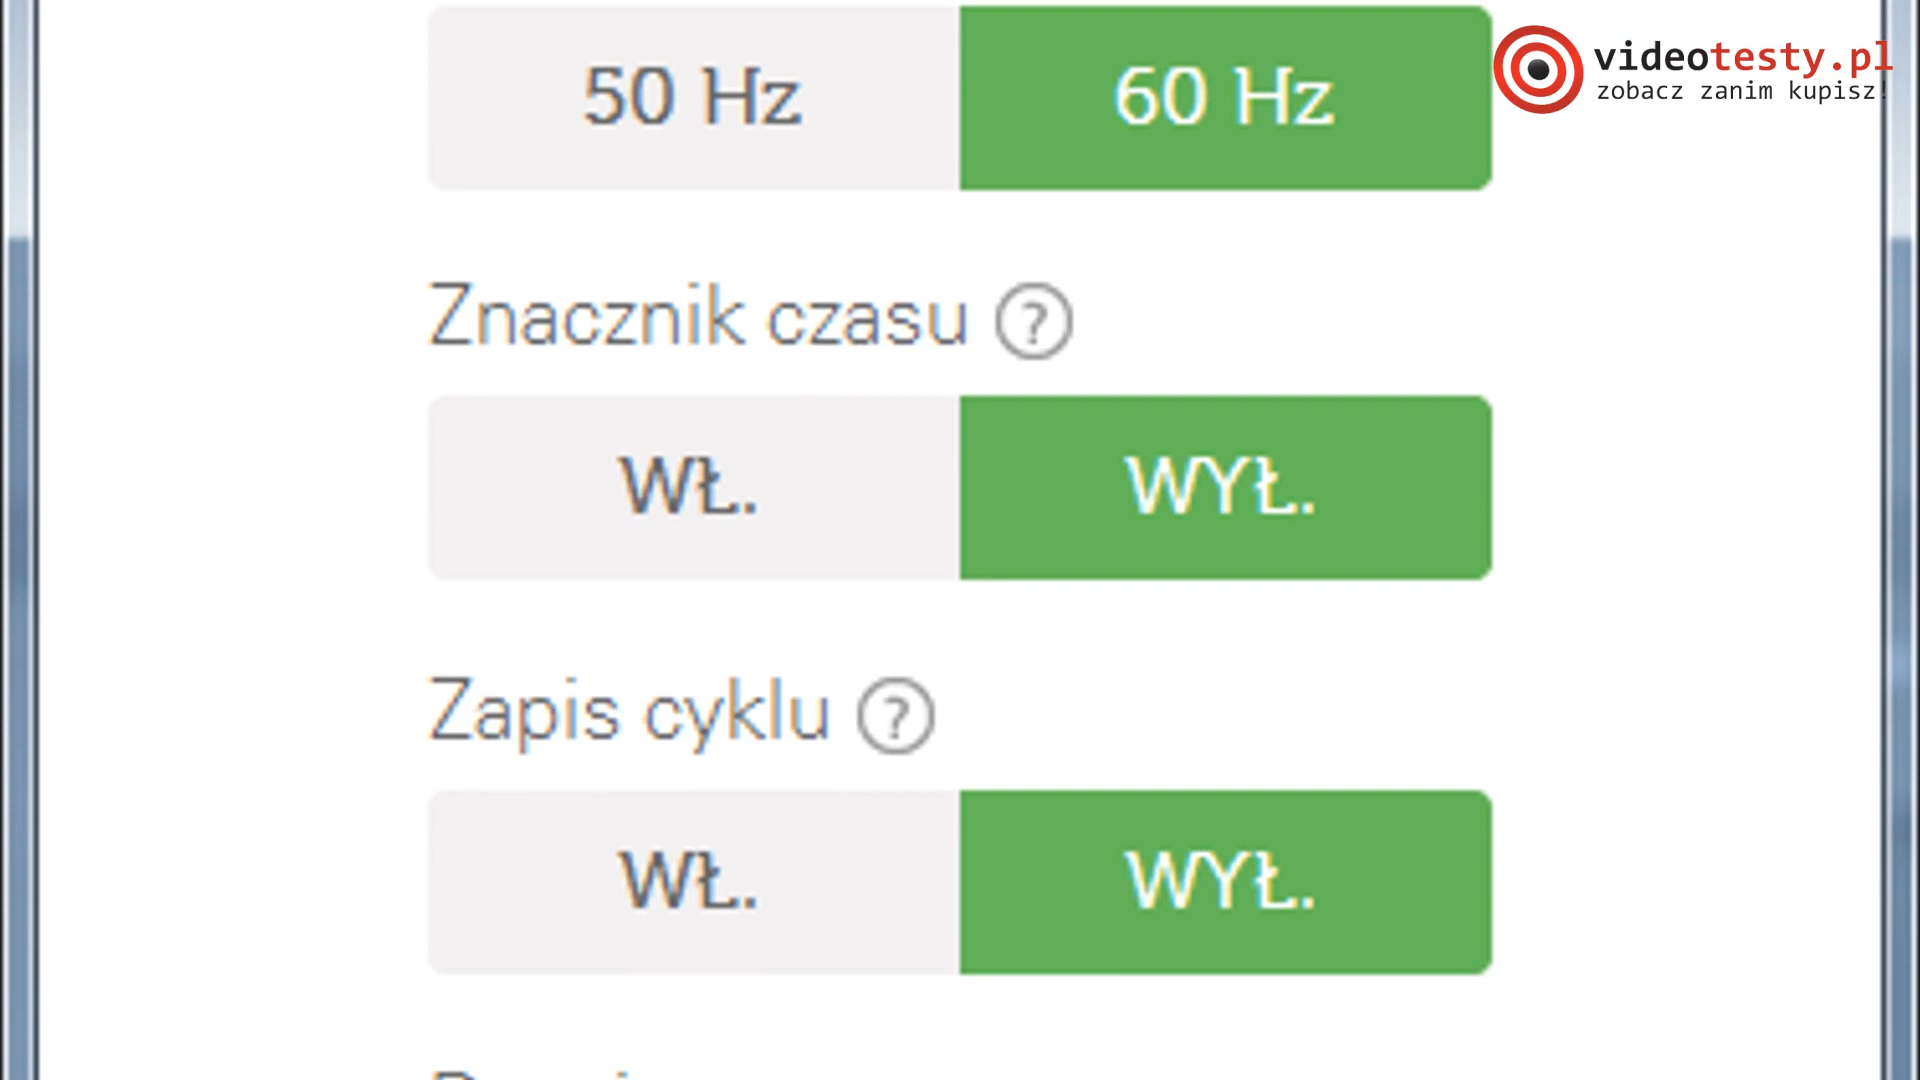 50 Hz 60 Hz
videotesty.pl
zobacz zanim kupisz!
Znacznik czasu ?
WŁ.. WYŁ..
Zapis cyklu ?
WŁ.. WYŁ..